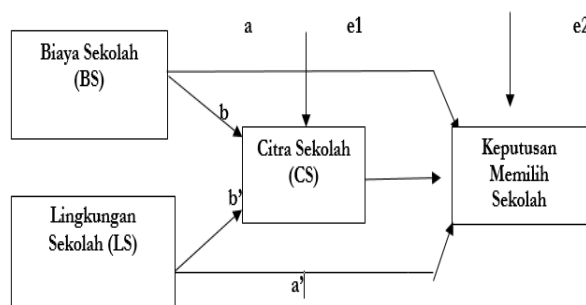 a
e1
e2
Biaya Sekolah
(BS)
b
Citra Sekolah
(CS)
Keputusan
Memilih
Sekolah
b'
Lingkungan
Sekolah (LS)
a'